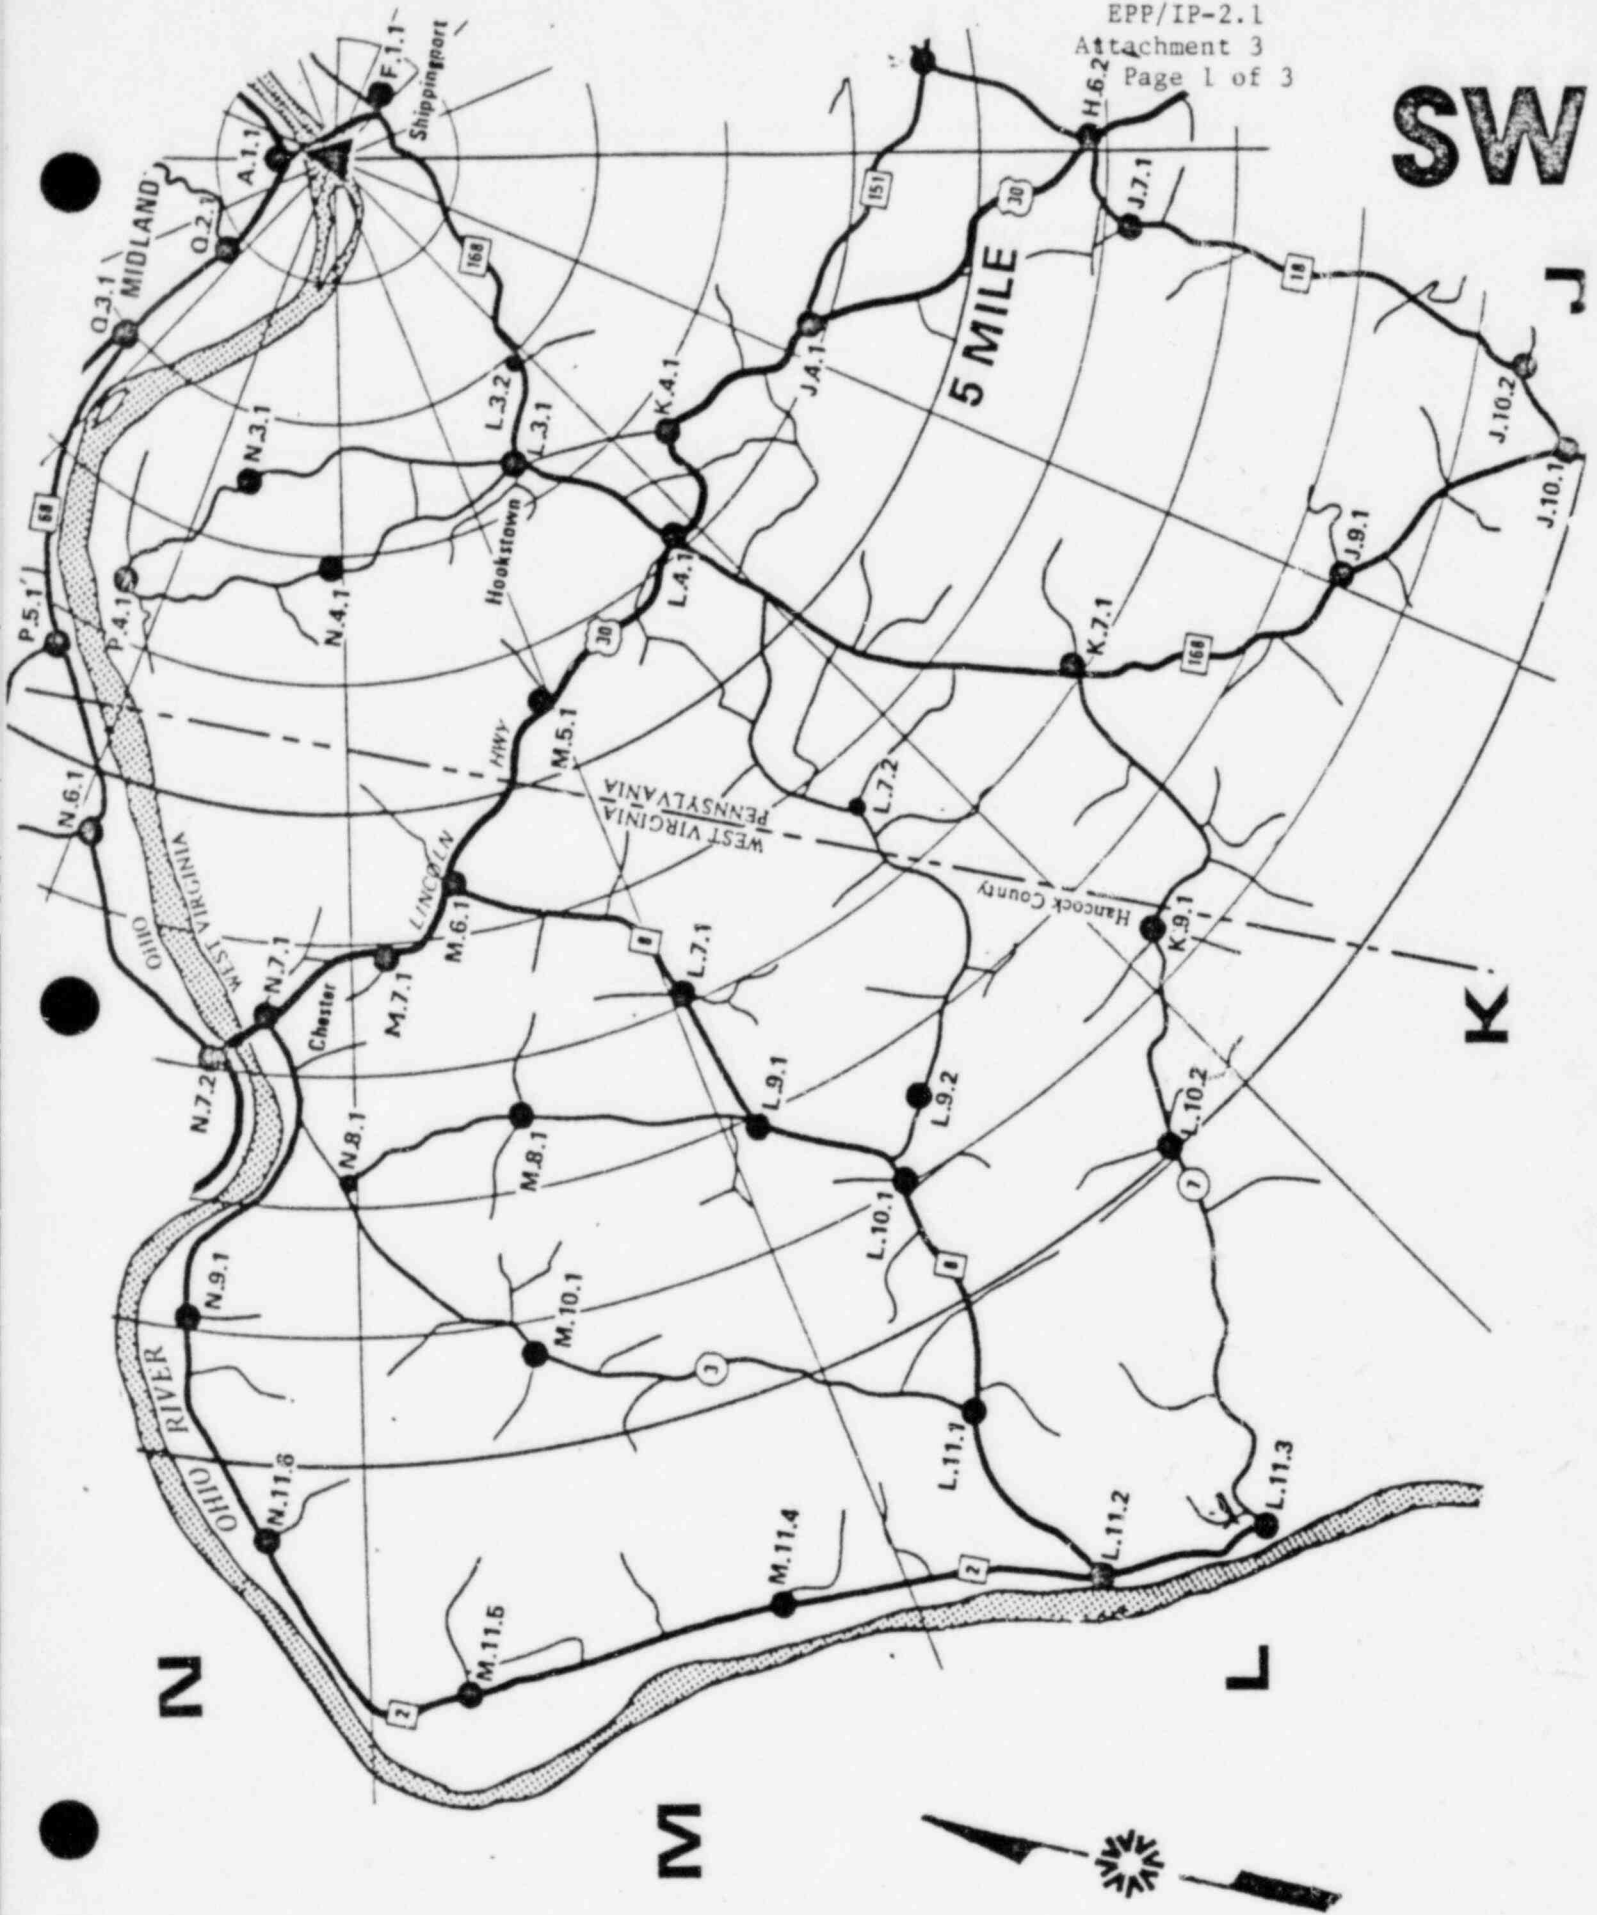 EPP/IP-2.1
Attachment 3
Page 1 of 3
SW
F.1.1
Shippingport
A.1.1
MIDLAND
Q.2.1
Q.3.1
168
151
H.6.2
30
J.7.1
5 MILE
18
J
J.4.1
K.4.1
L.3.2
L.3.1
N.3.1
68
Hookstown
L.4.1
N.4.1
P.4.1
P.5.1
J.10.2
J.10.1
J.9.1
K.7.1
168
30
M.5.1
HWY
LINCOLN
N.6.1
WEST VIRGINIA
PENNSYLVANIA
L.7.2
Hancock County
K.9.1
K
OHIO
WEST VIRGINIA
M.6.1
N.7.1
M.7.1
Chester
8
L.7.1
N.7.2
L.9.1
L.9.2
L.10.2
N.8.1
M.8.1
L.10.1
7
8
N.9.1
M.10.1
3
OHIO RIVER
L.11.1
L.11.3
N.11.6
L.11.2
M.11.4
2
M.11.5
2
N
M
L